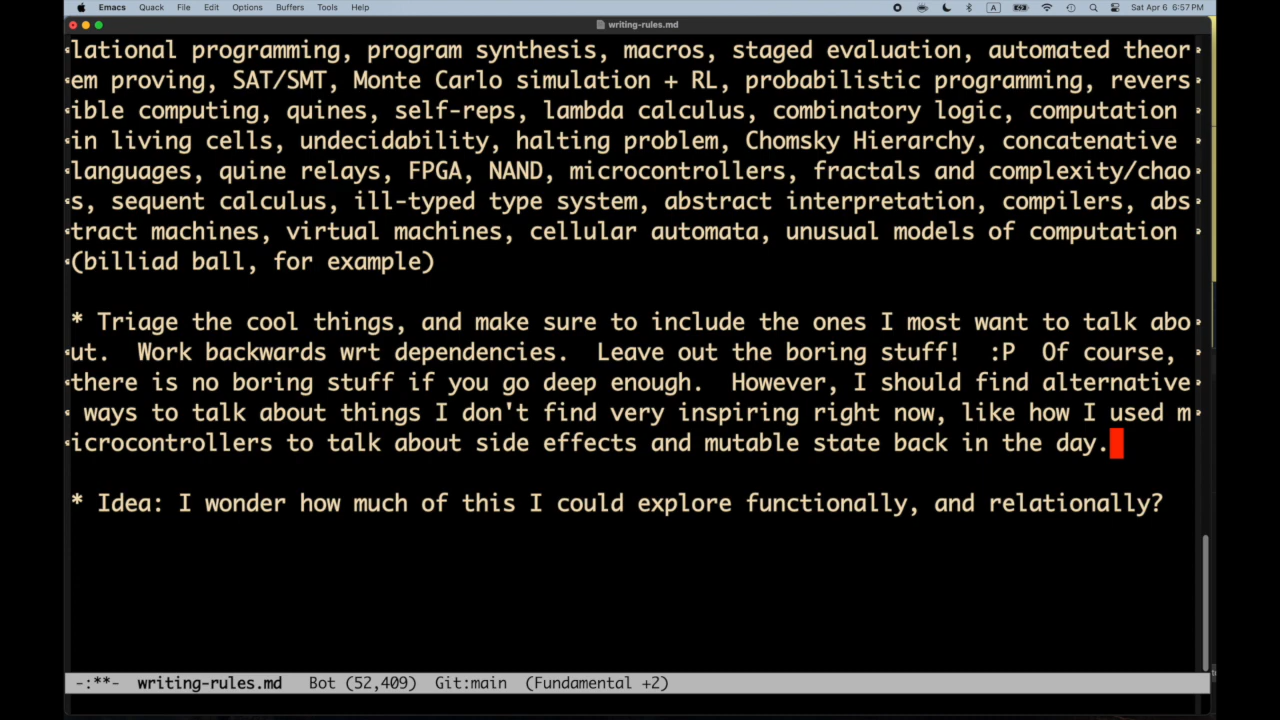 Emacs Quack File Edit Options Buffers Tools Help A Sat Apr 6 6:57 PM
writing-rules.md
lational programming, program synthesis, macros, staged evaluation, automated theor
em proving, SAT/SMT, Monte Carlo simulation + RL, probabilistic programming, revers
ible computing, quines, self-reps, lambda calculus, combinatory logic, computation
in living cells, undecidability, halting problem, Chomsky Hierarchy, concatenative
languages, quine relays, FPGA, NAND, microcontrollers, fractals and complexity/chao
s, sequent calculus, ill-typed type system, abstract interpretation, compilers, abs
tract machines, virtual machines, cellular automata, unusual models of computation
(billiad ball, for example)
* Triage the cool things, and make sure to include the ones I most want to talk abo
ut.  Work backwards wrt dependencies.  Leave out the boring stuff!  :P  Of course,
there is no boring stuff if you go deep enough.  However, I should find alternative
ways to talk about things I don't find very inspiring right now, like how I used m
icrocontrollers to talk about side effects and mutable state back in the day.
* Idea: I wonder how much of this I could explore functionally, and relationally?
-:**-  writing-rules.md   Bot (52,409)  Git:main  (Fundamental +2)